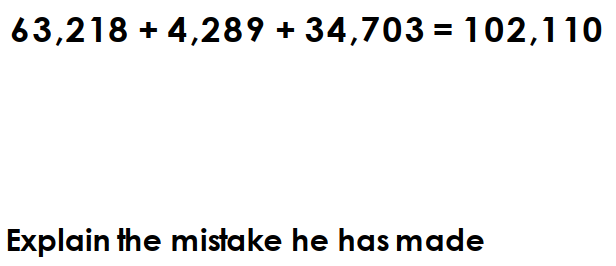 63,218 + 4,289 + 34,703 = 102,110
Explain the mistake he has made